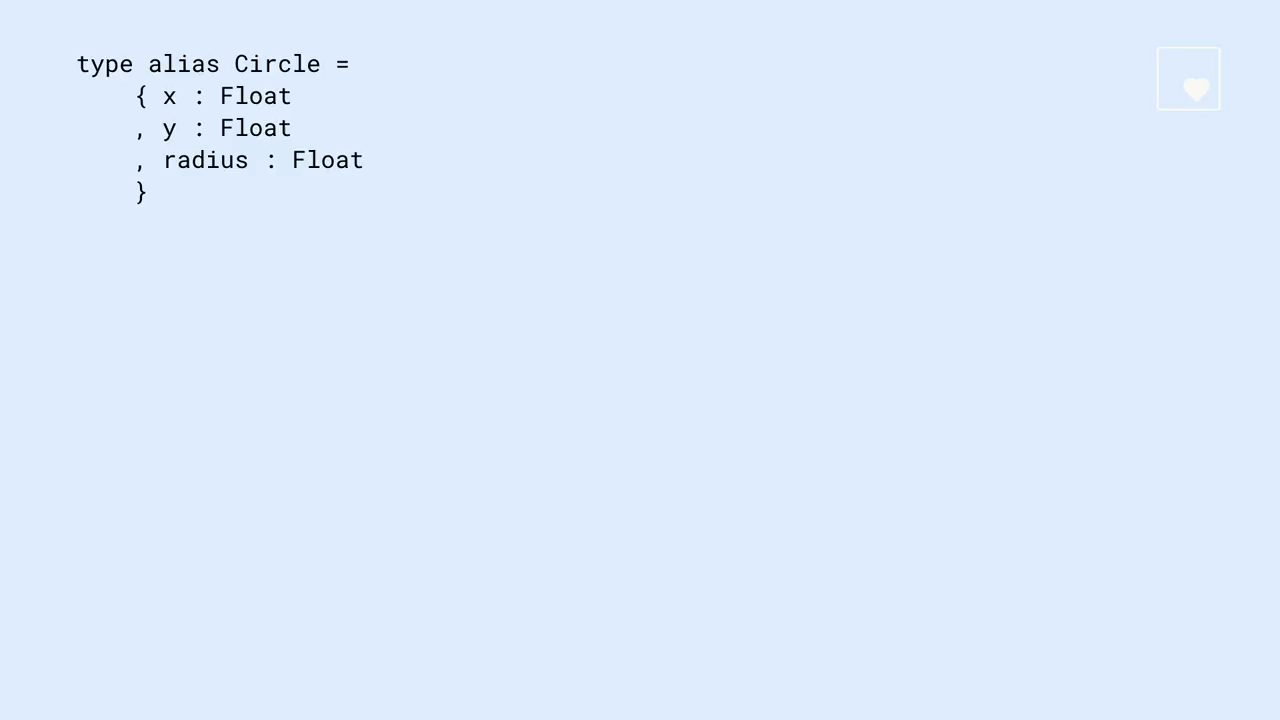 type alias Circle =
    { x : Float
    , y : Float
    , radius : Float
    }